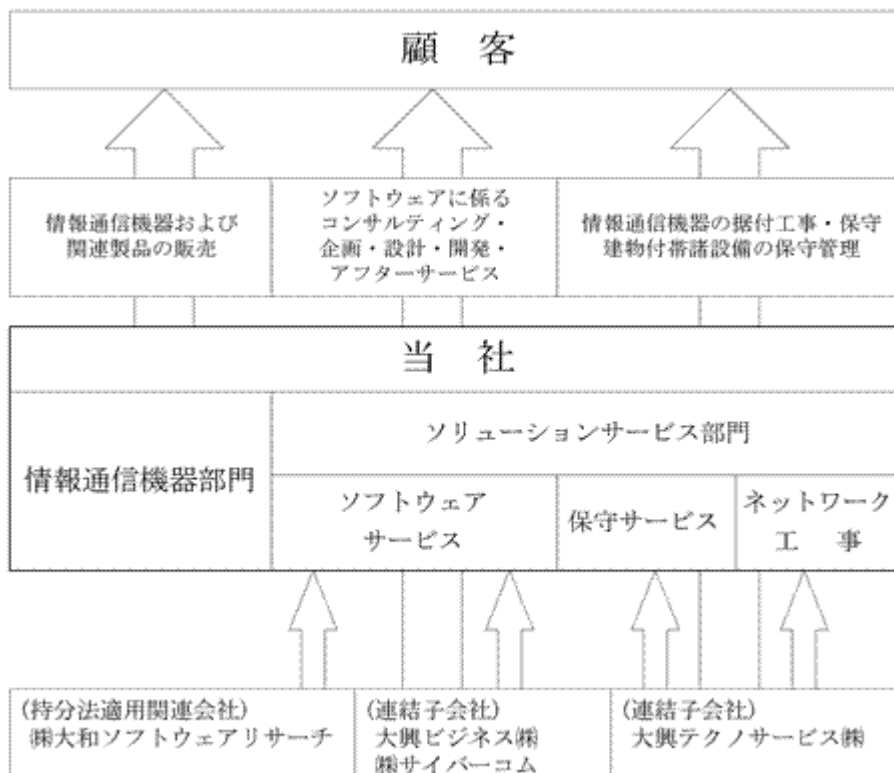 顧 客
情報通信機器および
関連製品の販売
ソフトウェアに係る
コンサルティング・
企画・設計・開発・
アフターサービス
情報通信機器の据付工事・保守
建物付帯諸設備の保守管理
当 社
情報通信機器部門
ソリューションサービス部門
ソフトウェア
サービス
保守サービス
ネットワーク
工 事
(持分法適用関連会社)
㈱大和ソフトウェアリサーチ
(連結子会社)
大興ビジネス㈱
㈱サイバーコム
(連結子会社)
大興テクノサービス㈱